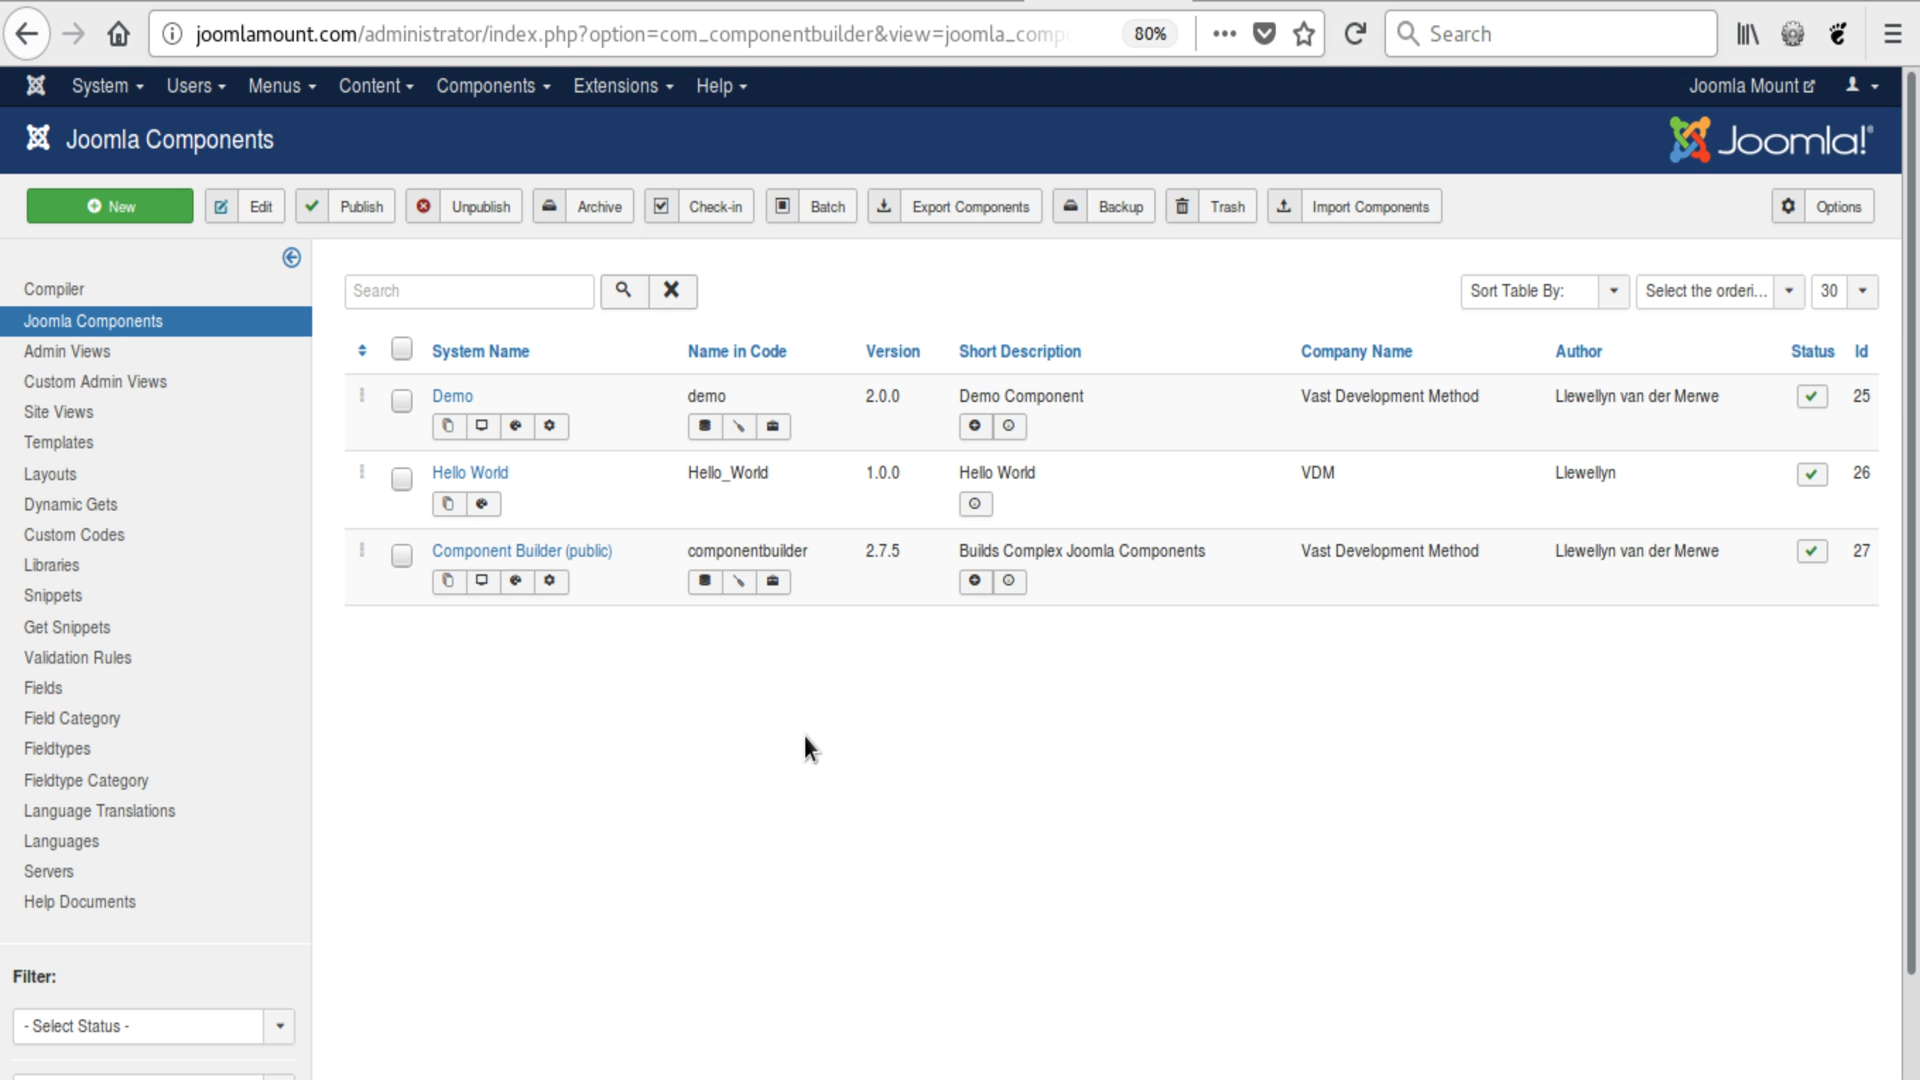 joomlamount.com/administrator/index.php?option=com_componentbuilder&view=joomla_compo
80%
Search
System
Users
Menus
Content
Components
Extensions
Help
Joomla Mount
Joomla Components
Joomla!®
New
Edit
Publish
Unpublish
Archive
Check-in
Batch
Export Components
Backup
Trash
Import Components
Options
Compiler
Joomla Components
Admin Views
Custom Admin Views
Site Views
Templates
Layouts
Dynamic Gets
Custom Codes
Libraries
Snippets
Get Snippets
Validation Rules
Fields
Field Category
Fieldtypes
Fieldtype Category
Language Translations
Languages
Servers
Help Documents
Filter:
- Select Status -
Search
Sort Table By:
Select the orderi...
30
System Name Name in Code Version Short Description Company Name Author Status Id
Demo demo 2.0.0 Demo Component Vast Development Method Llewellyn van der Merwe 25
Hello World Hello_World 1.0.0 Hello World VDM Llewellyn 26
Component Builder (public) componentbuilder 2.7.5 Builds Complex Joomla Components Vast Development Method Llewellyn van der Merwe 27